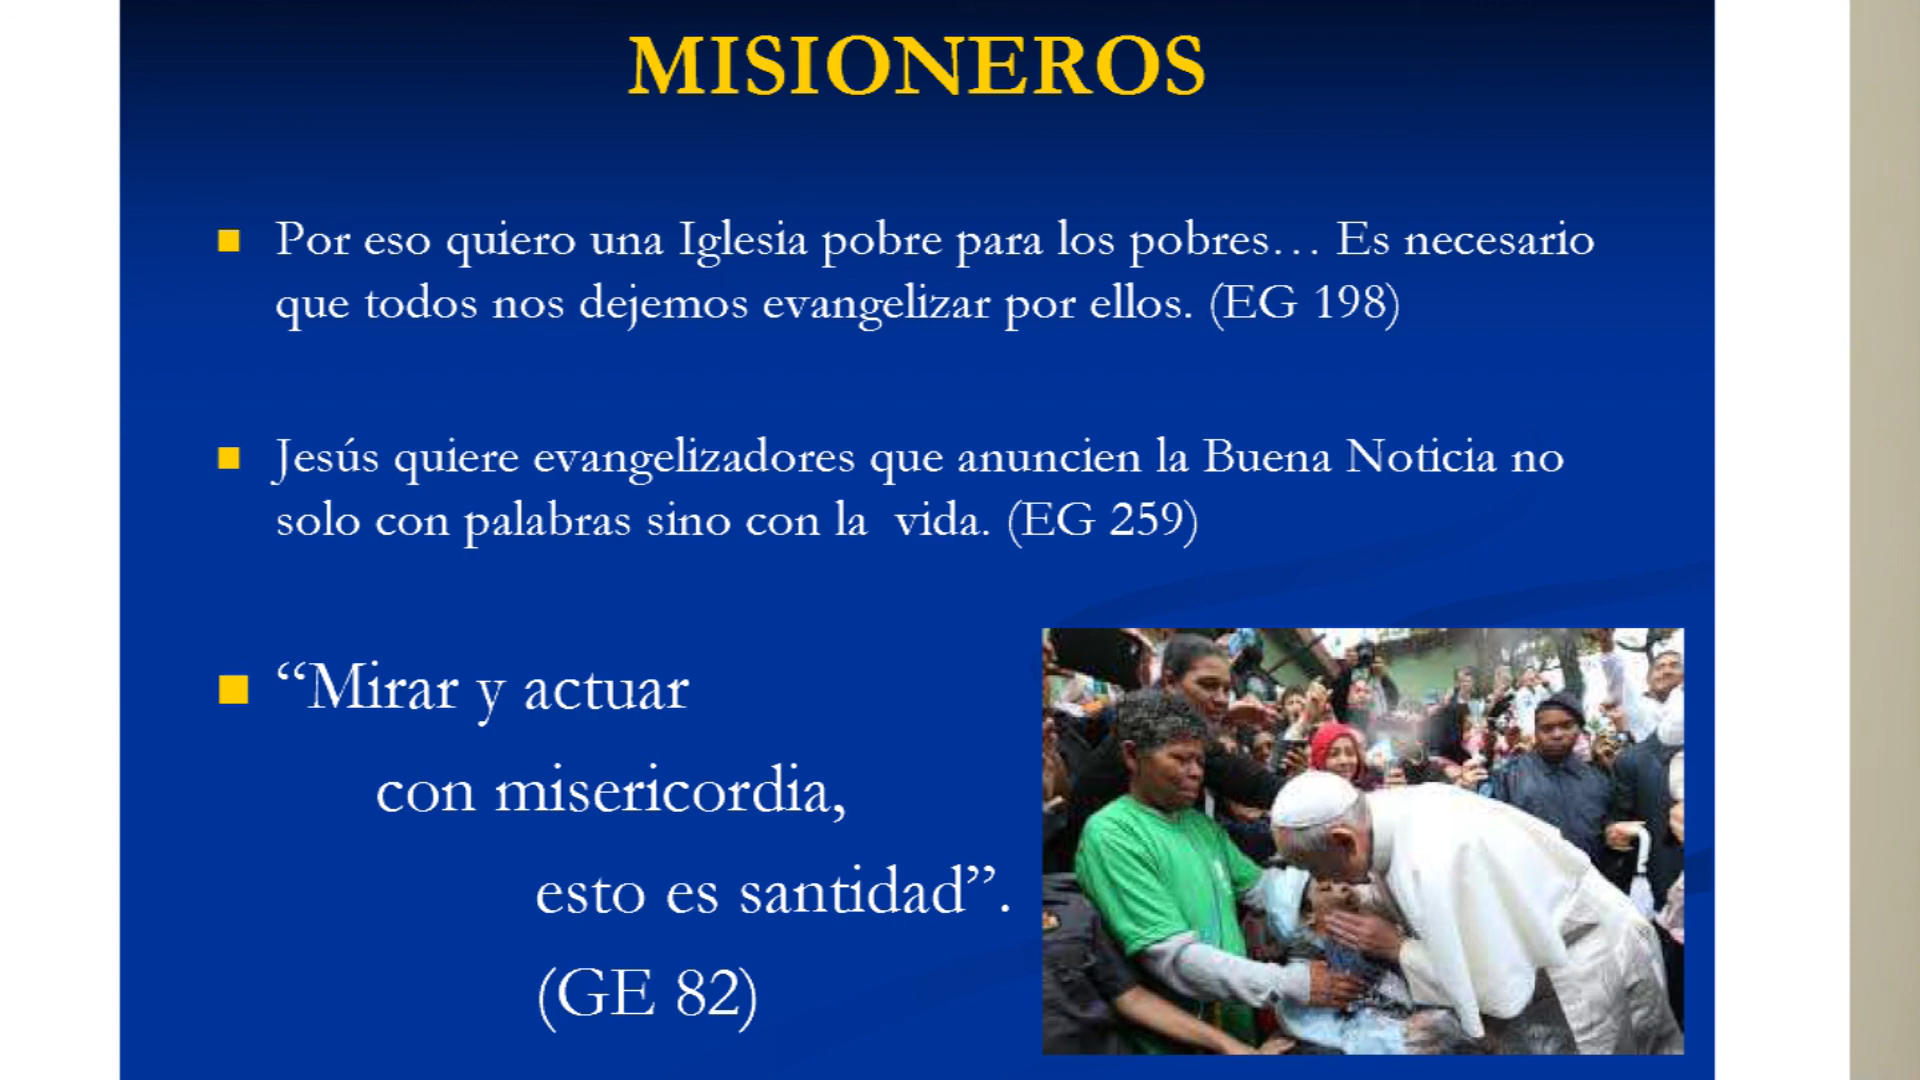 MISIONEROS
Por eso quiero una Iglesia pobre para los pobres… Es necesario
que todos nos dejemos evangelizar por ellos. (EG 198)
Jesús quiere evangelizadores que anuncien la Buena Noticia no
solo con palabras sino con la  vida. (EG 259)
“Mirar y actuar
con misericordia,
esto es santidad”.
(GE 82)